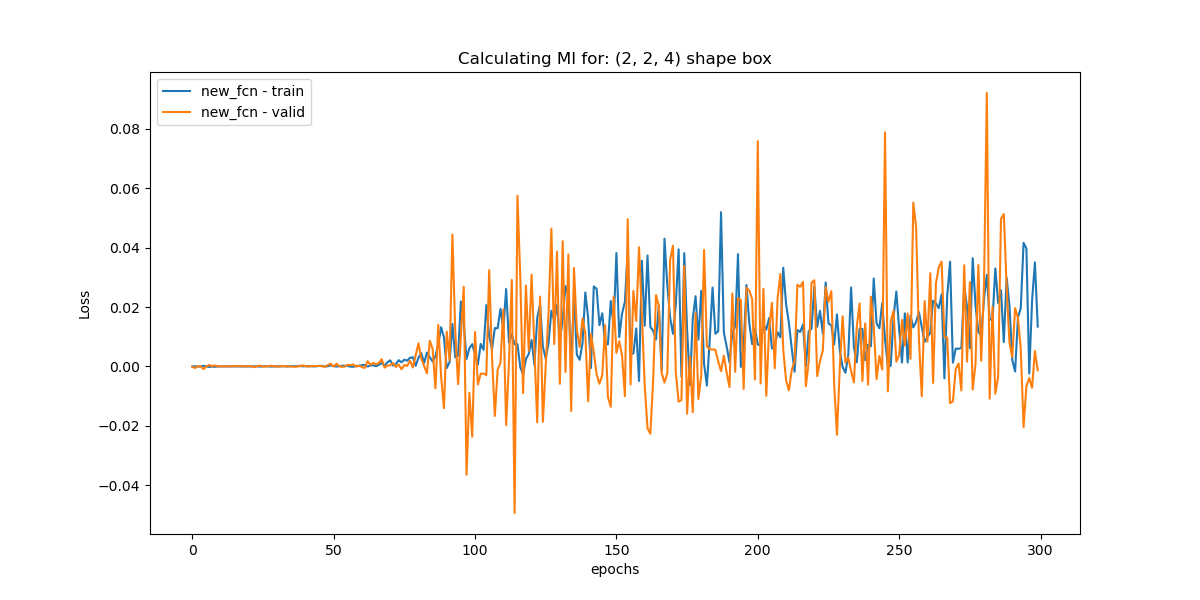 Calculating MI for: (2, 2, 4) shape box
new_fcn - train
new_fcn - valid
Loss
0.08
0.06
0.04
0.02
0.00
−0.02
−0.04
0 50 100 150 200 250 300
epochs